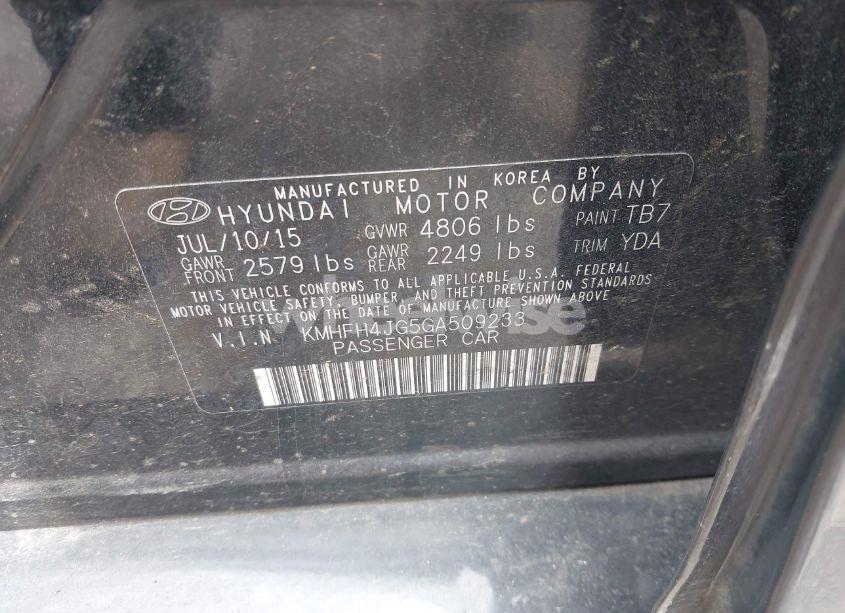 MANUFACTURED IN KOREA BY
HYUNDAI MOTOR COMPANY
JUL/10/15 GVWR 4806 lbs PAINT TB7
GAWR FRONT 2579 lbs GAWR REAR 2249 lbs TRIM YDA
THIS VEHICLE CONFORMS TO ALL APPLICABLE U.S.A. FEDERAL
MOTOR VEHICLE SAFETY, BUMPER, AND THEFT PREVENTION STANDARDS
IN EFFECT ON THE DATE OF MANUFACTURE SHOWN ABOVE
V.I.N KMHFH4JG5GA509233
PASSENGER CAR